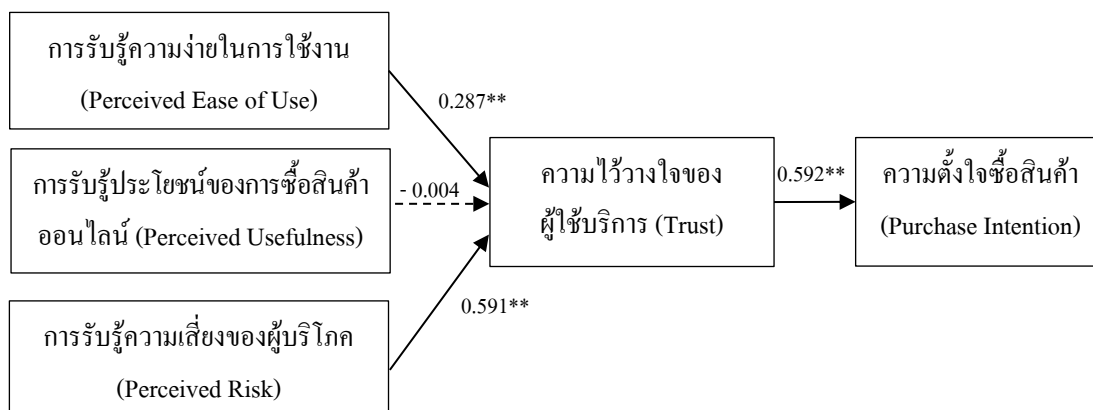 การรับรู้ความง่ายในการใช้งาน
(Perceived Ease of Use)
0.287**
การรับรู้ประโยชน์ของการซื้อสินค้า
ออนไลน์ (Perceived Usefulness)
- 0.004
ความไว้วางใจของ
ผู้ใช้บริการ (Trust)
0.592**
ความตั้งใจซื้อสินค้า
(Purchase Intention)
0.591**
การรับรู้ความเสี่ยงของผู้บริโภค
(Perceived Risk)